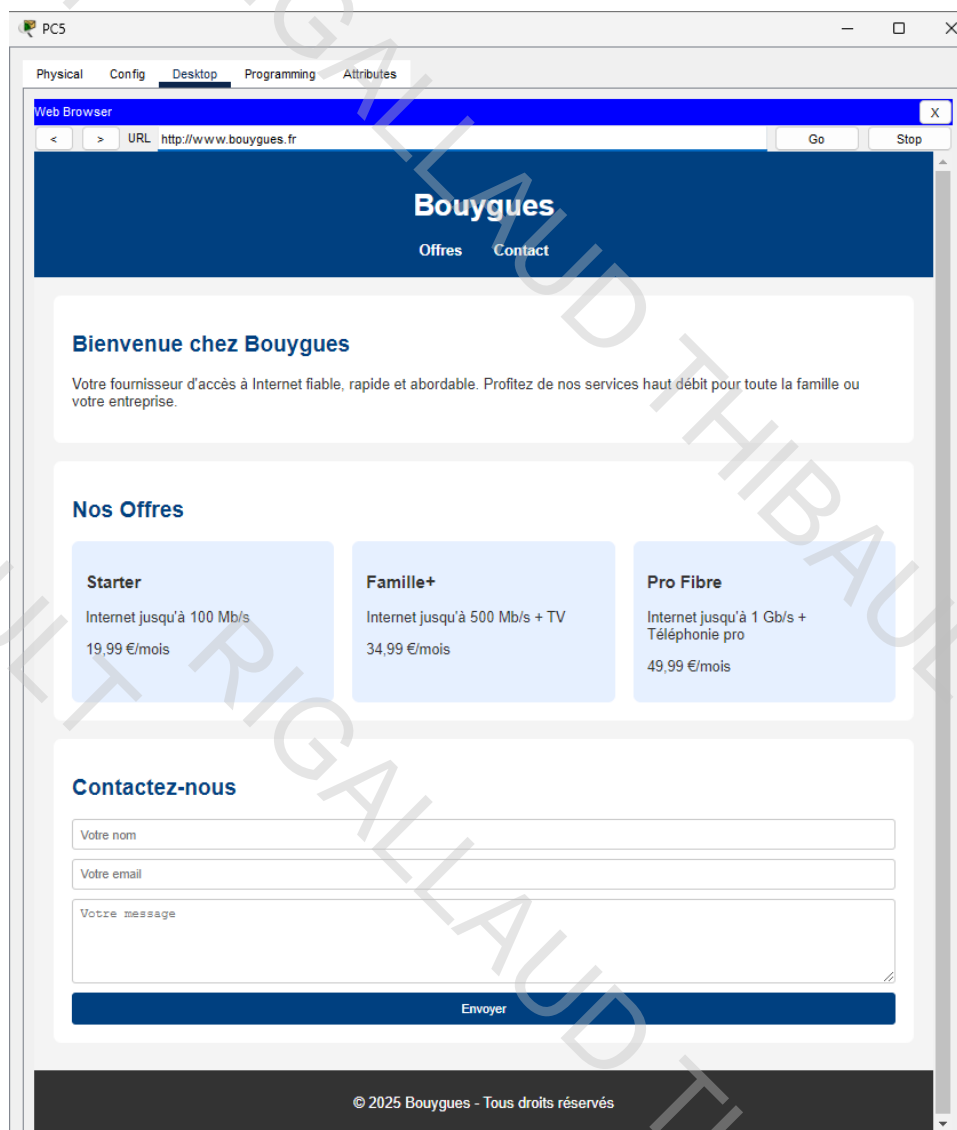 PC5
Physical Config Desktop Programming Attributes
Web Browser X
< > URL http://www.bouygues.fr Go Stop
Bouygues
Offres Contact
Bienvenue chez Bouygues
Votre fournisseur d'accès à Internet fiable, rapide et abordable. Profitez de nos services haut débit pour toute la famille ou
votre entreprise.
Nos Offres
Starter
Internet jusqu'à 100 Mb/s
19,99 €/mois
Famille+
Internet jusqu'à 500 Mb/s + TV
34,99 €/mois
Pro Fibre
Internet jusqu'à 1 Gb/s +
Téléphonie pro
49,99 €/mois
Contactez-nous
Votre nom
Votre email
Votre message
Envoyer
© 2025 Bouygues - Tous droits réservés
RIGALLAUD THIBAULT
RIGALLAUD